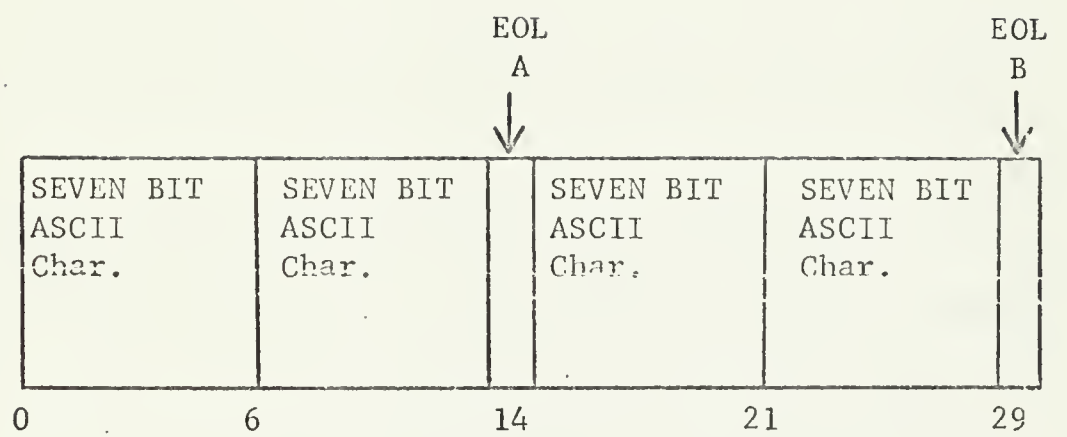 EOL EOL
A B
SEVEN BIT SEVEN BIT SEVEN BIT SEVEN BIT
ASCII ASCII ASCII ASCII
Char. Char. Char. Char.
0 6 14 21 29